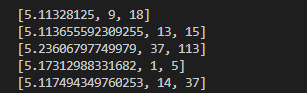 [5.11328125, 9, 18]
[5.113655592309255, 13, 15]
[5.23606797749979, 37, 113]
[5.17312988331682, 1, 5]
[5.117494349760253, 14, 37]